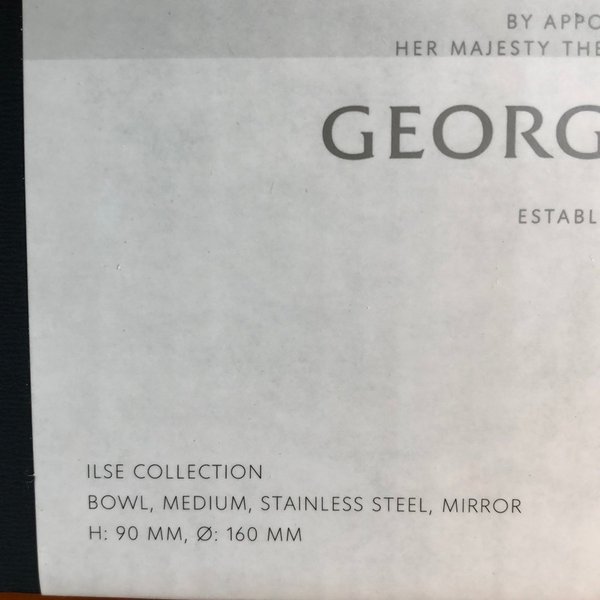 BY APPO
HER MAJESTY THE
GEORG
ESTABL
ILSE COLLECTION
BOWL, MEDIUM, STAINLESS STEEL, MIRROR
H: 90 MM, Ø: 160 MM